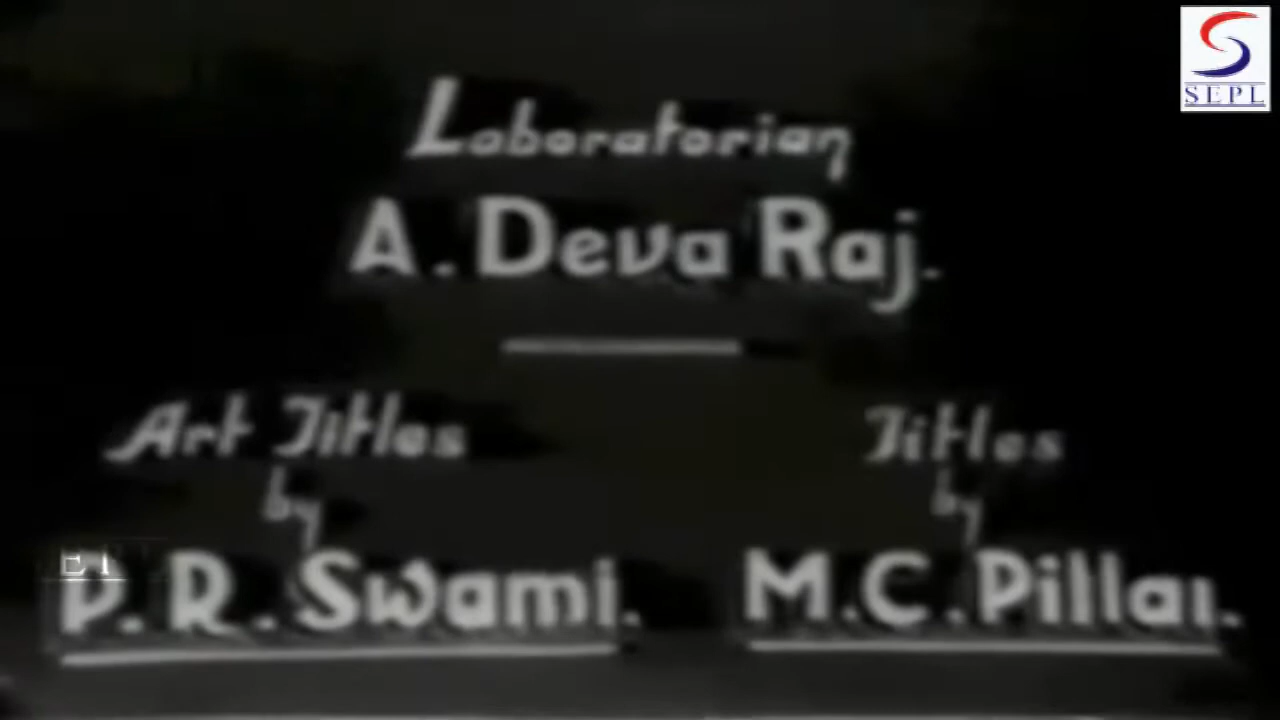 SEPL
Laboratorian
A. Deva Raj.
Art Titles
by
P. R. Swami.
Titles
by
M. C. Pillai.